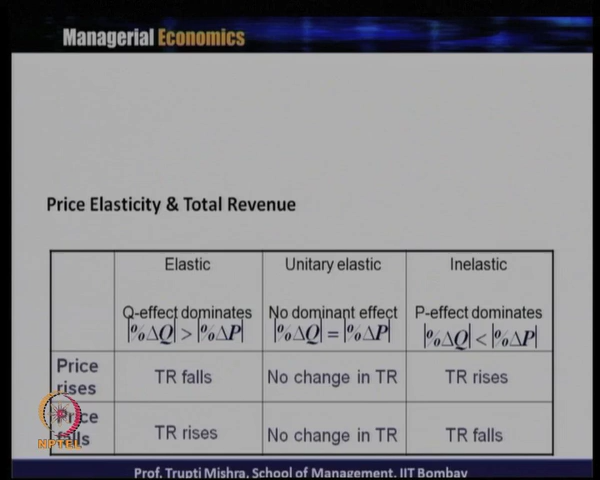 Managerial Economics
Price Elasticity & Total Revenue
Elastic Unitary elastic Inelastic
Q-effect dominates No dominant effect P-effect dominates
|%ΔQ| > |%ΔP| |%ΔQ| = |%ΔP| |%ΔQ| < |%ΔP|
Price
rises
TR falls No change in TR TR rises
Price
falls
TR rises No change in TR TR falls
NPTEL
Prof. Trupti Mishra, School of Management, IIT Bombay